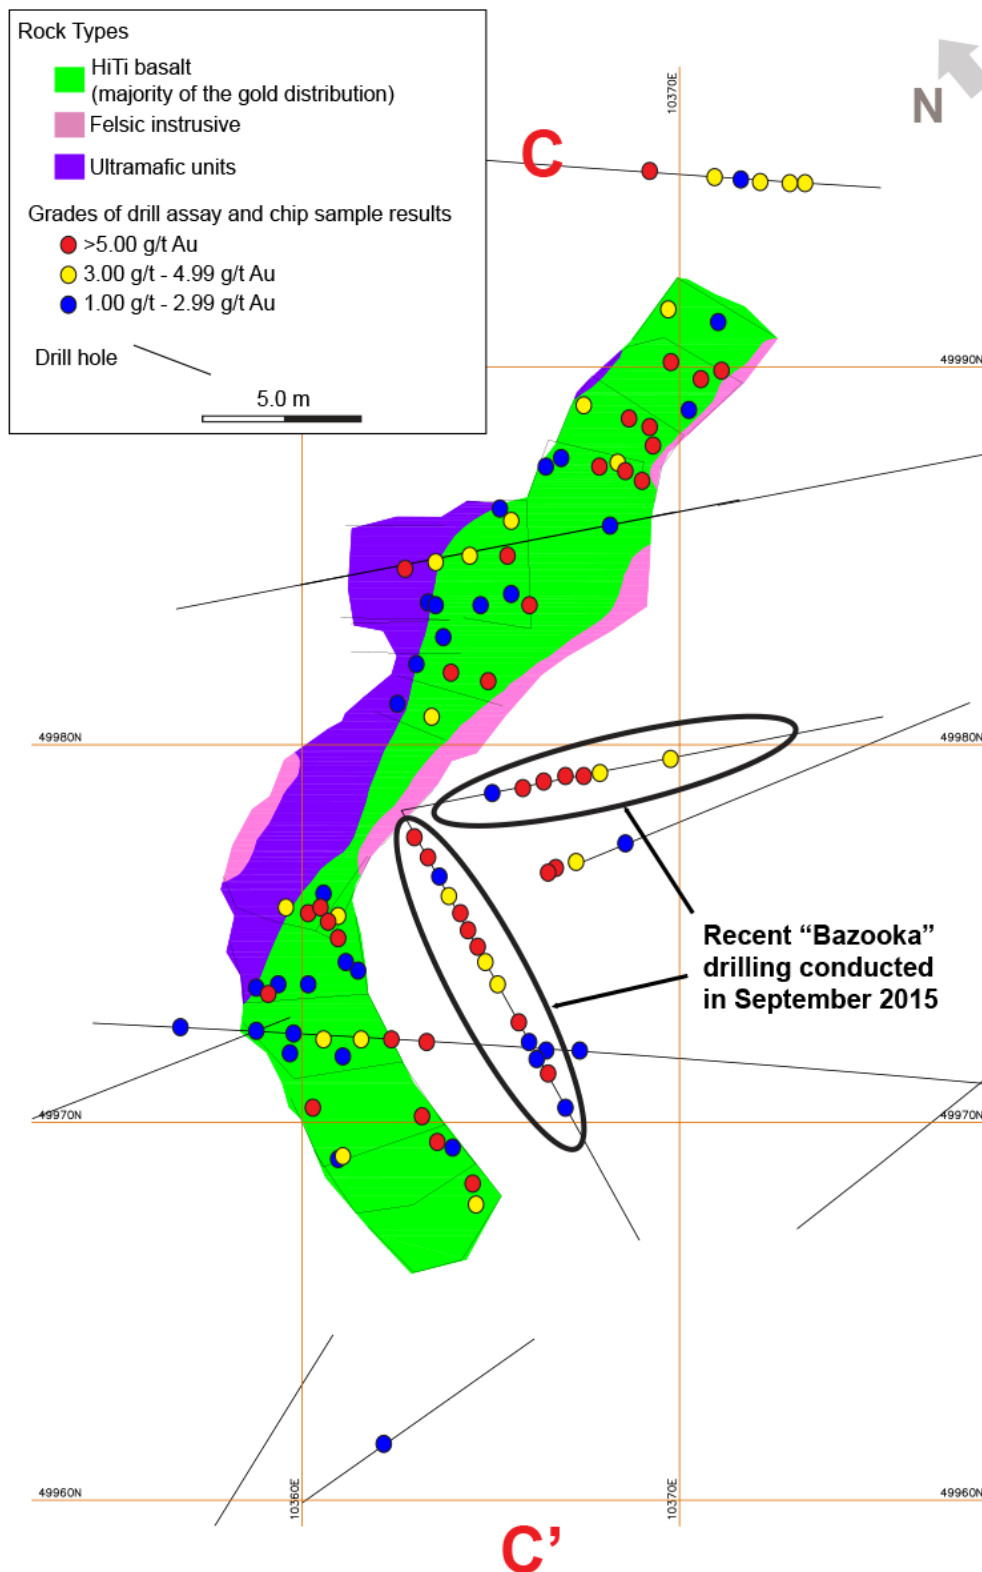 Rock Types
HiTi basalt
(majority of the gold distribution)
Felsic instrusive
Ultramafic units
Grades of drill assay and chip sample results
>5.00 g/t Au
3.00 g/t - 4.99 g/t Au
1.00 g/t - 2.99 g/t Au
Drill hole
5.0 m
10370E
N
C
49990N
49980N
49980N
Recent “Bazooka”
drilling conducted
in September 2015
49970N
49970N
49960N
10360E
10370E
49960N
C’